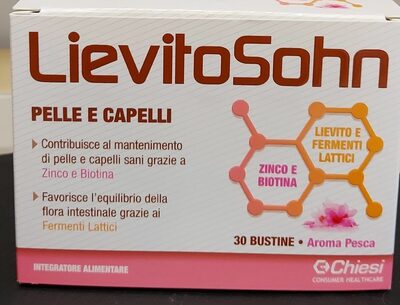 LievitoSohn
PELLE E CAPELLI
Contribuisce al mantenimento
di pelle e capelli sani grazie a
Zinco e Biotina
Favorisce l'equilibrio della
flora intestinale grazie ai
Fermenti Lattici
LIEVITO E
FERMENTI
LATTICI
ZINCO E
BIOTINA
30 BUSTINE • Aroma Pesca
INTEGRATORE ALIMENTARE
Chiesi
CONSUMER HEALTHCARE